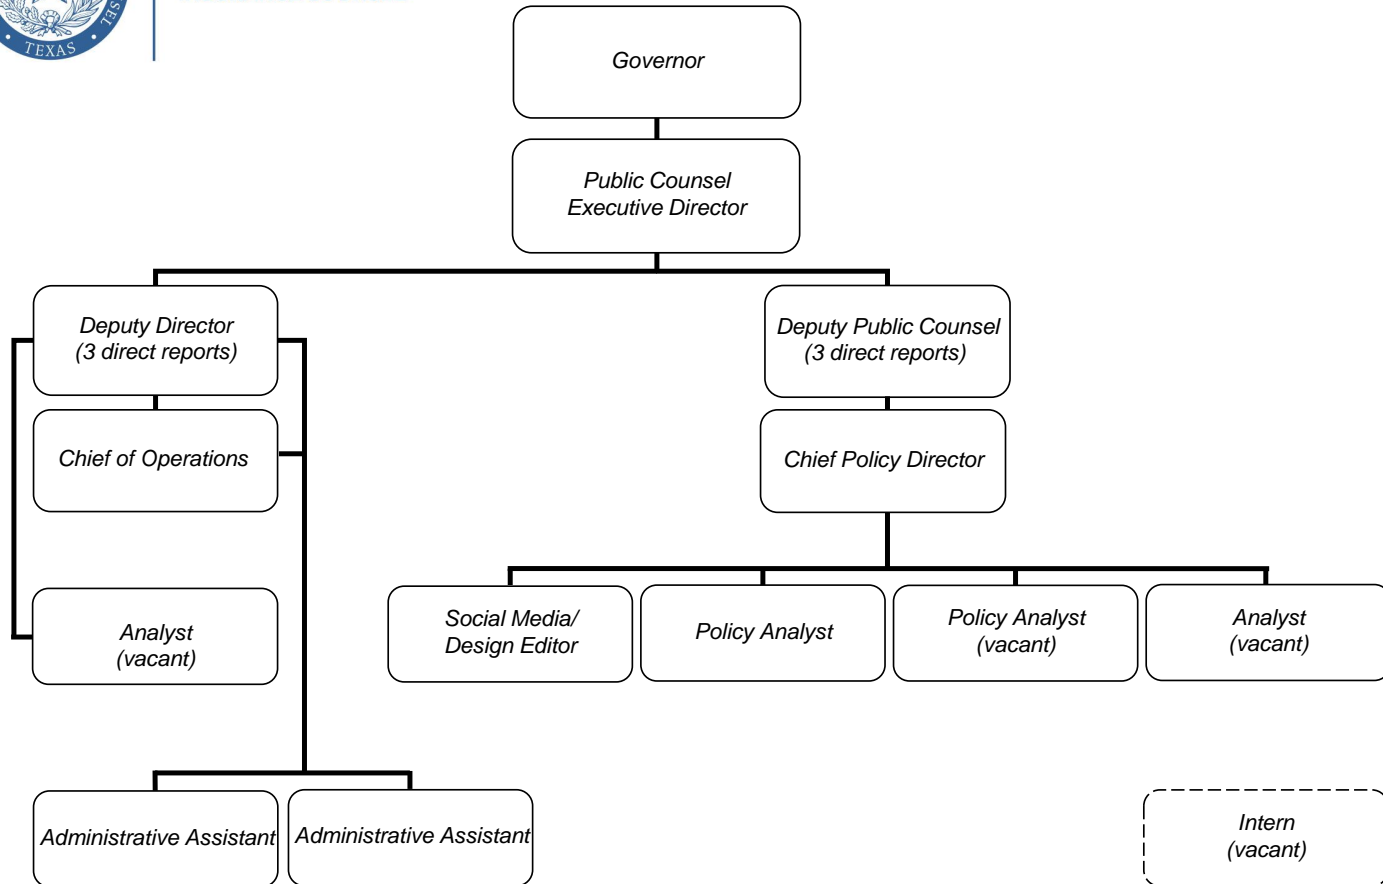 SEL
TEXAS
Governor
Public Counsel
Executive Director
Deputy Director
(3 direct reports)
Deputy Public Counsel
(3 direct reports)
Chief of Operations
Chief Policy Director
Analyst
(vacant)
Social Media/
Design Editor
Policy Analyst
Policy Analyst
(vacant)
Analyst
(vacant)
Administrative Assistant
Administrative Assistant
Intern
(vacant)